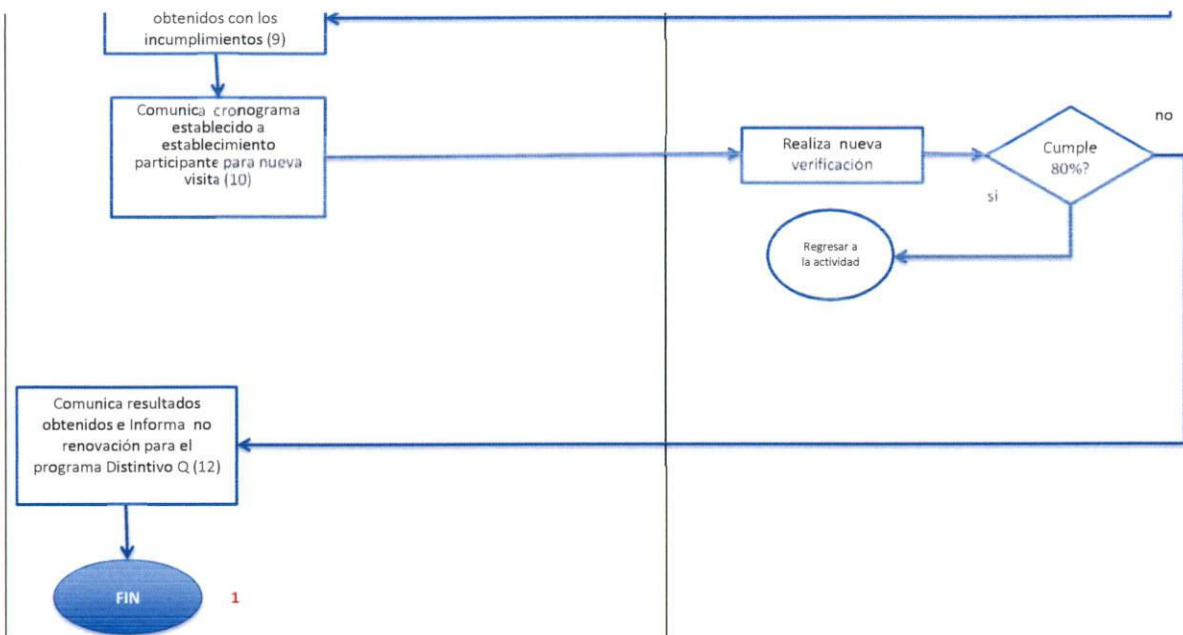 obtenidos con los
incumplimientos (9)
Comunica cronograma
establecido a
establecimiento
participante para nueva
visita (10)
Realiza nueva
verificación
Cumple
80%?
no
si
Regresar a
la actividad
Comunica resultados
obtenidos e Informa no
renovación para el
programa Distintivo Q (12)
FIN
1